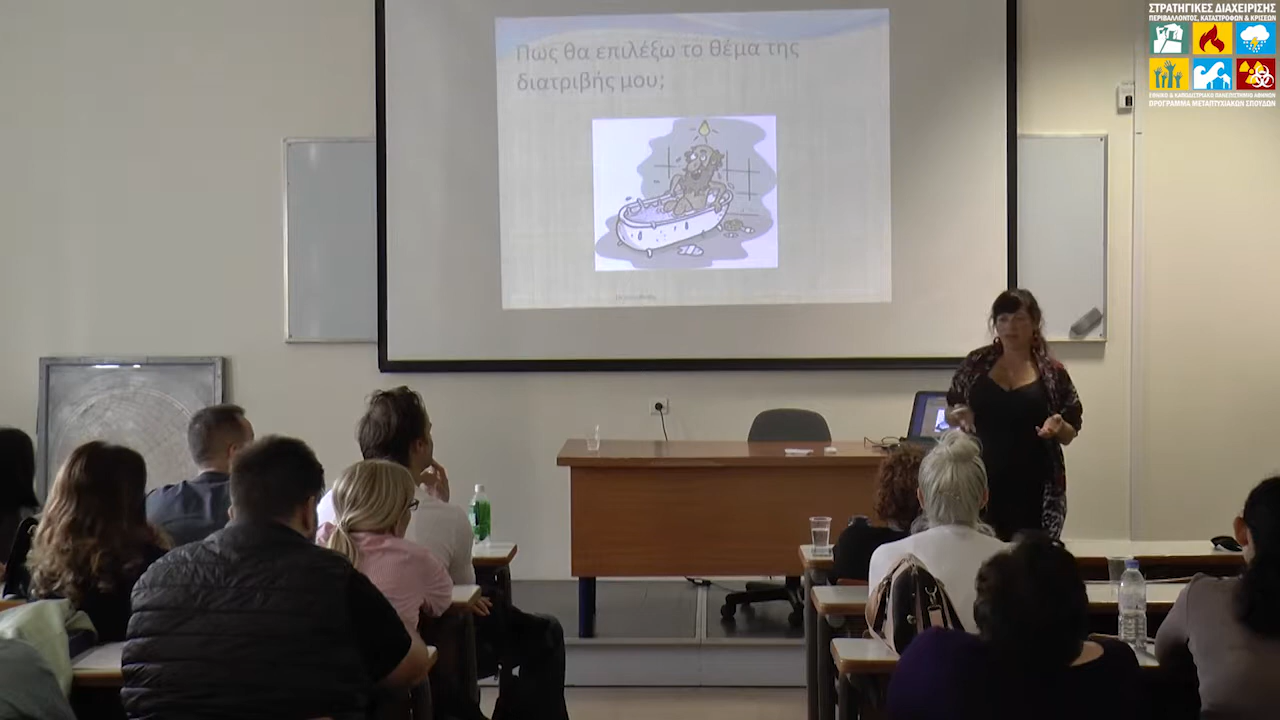 ΣΤΡΑΤΗΓΙΚΕΣ ΔΙΑΧΕΙΡΙΣΗΣ
ΠΕΡΙΒΑΛΛΟΝΤΟΣ, ΚΑΤΑΣΤΡΟΦΩΝ & ΚΡΙΣΕΩΝ
ΕΘΝΙΚΟ & ΚΑΠΟΔΙΣΤΡΙΑΚΟ ΠΑΝΕΠΙΣΤΗΜΙΟ ΑΘΗΝΩΝ
ΠΡΟΓΡΑΜΜΑ ΜΕΤΑΠΤΥΧΙΑΚΩΝ ΣΠΟΥΔΩΝ
Πως θα επιλέξω το θέμα της
διατριβής μου;